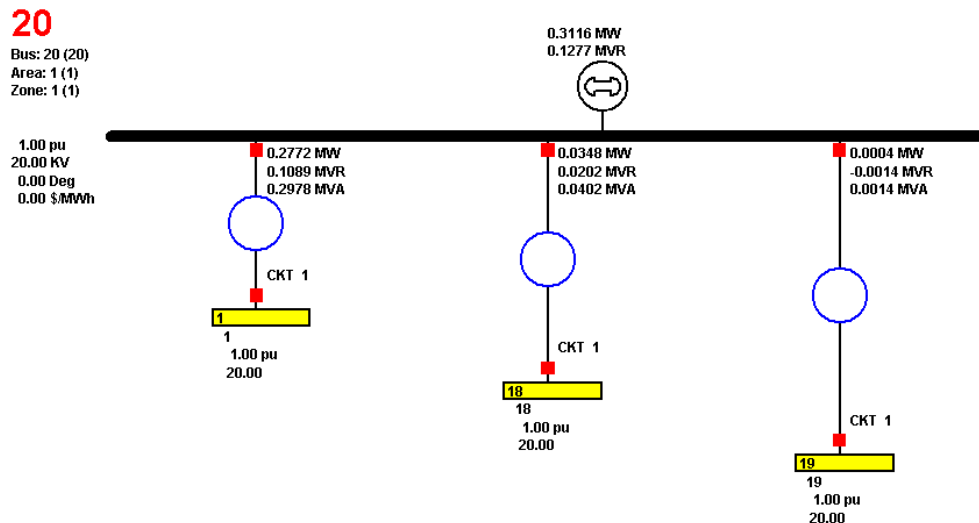 20
Bus: 20 (20)
Area: 1 (1)
Zone: 1 (1)
0.3116 MW
0.1277 MVR
1.00 pu
20.00 KV
0.00 Deg
0.00 $/MWh
0.2772 MW
0.1089 MVR
0.2978 MVA
CKT 1
1
1
1.00 pu
20.00
0.0348 MW
0.0202 MVR
0.0402 MVA
CKT 1
18
18
1.00 pu
20.00
0.0004 MW
-0.0014 MVR
0.0014 MVA
CKT 1
19
19
1.00 pu
20.00